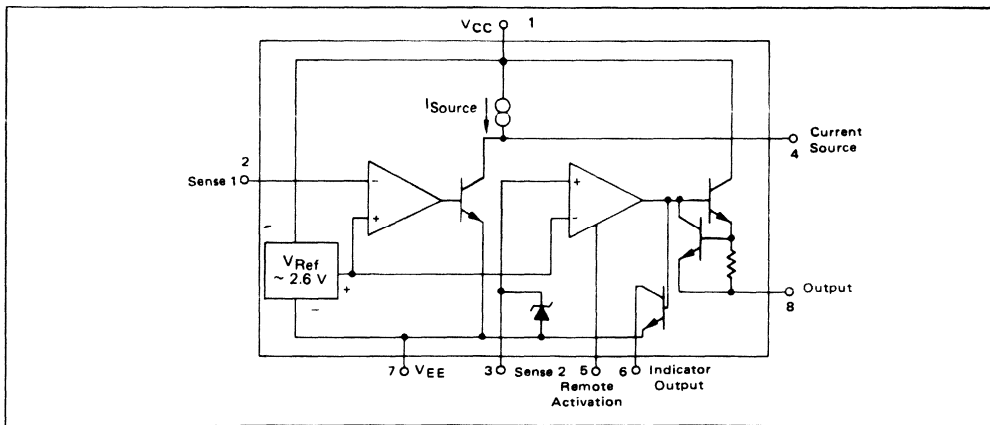 VCC 1
ISource
4 Current Source
2
Sense 1
-
+
+
-
-
VRef
~ 2.6 V
+
-
Output
8
7 VEE
3 Sense 2
5
Remote Activation
6 Indicator Output